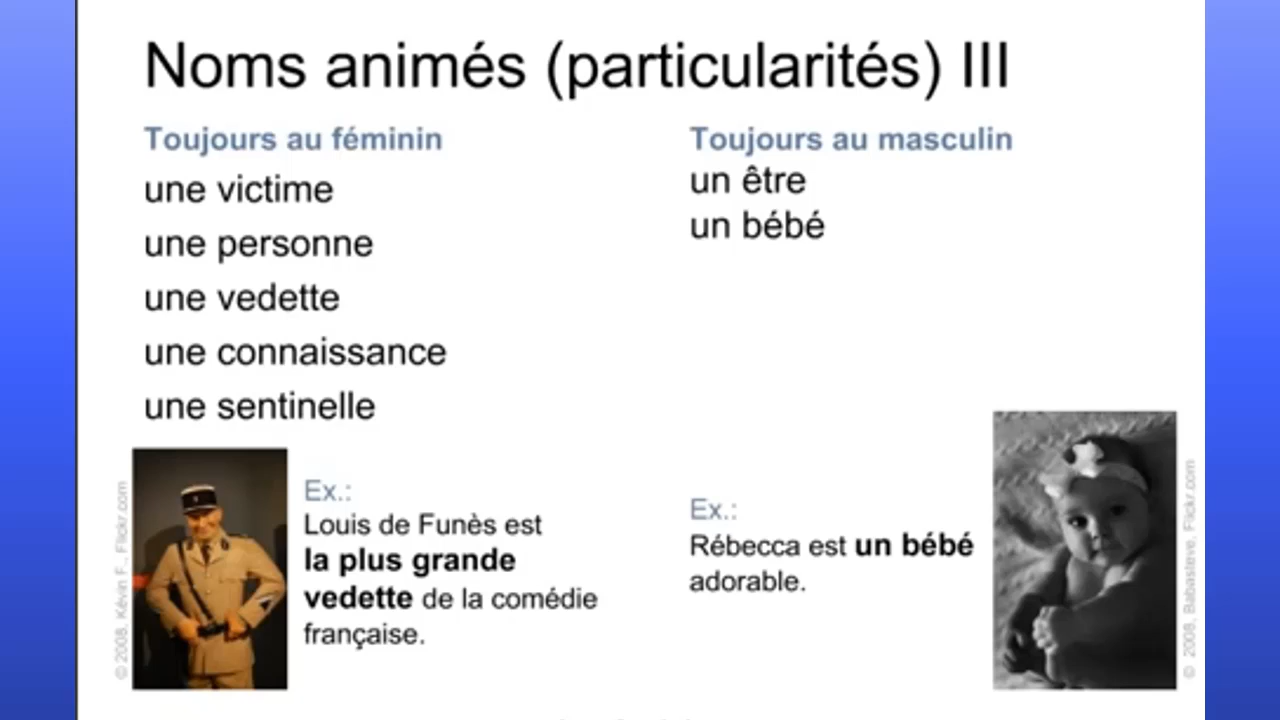 Noms animés (particularités) III
Toujours au féminin
une victime
une personne
une vedette
une connaissance
une sentinelle
Toujours au masculin
un être
un bébé
© 2008, Kévin F., Flickr.com
Ex.:
Louis de Funès est
la plus grande
vedette de la comédie
française.
Ex.:
Rébecca est un bébé
adorable.
© 2008, Babasteve, Flickr.com